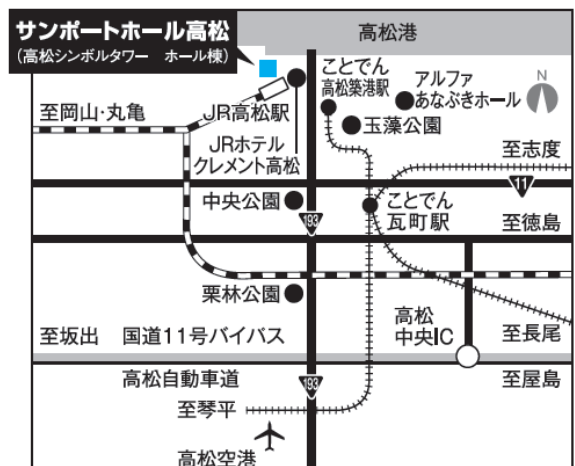 サンポートホール高松
(高松シンボルタワー ホール棟)
高松港
ことでん
高松築港駅
アルファ
あなぶきホール
N
至岡山・丸亀
JR高松駅
玉藻公園
JRホテル
クレメント高松
至志度
11
中央公園
193
ことでん
瓦町駅
至徳島
栗林公園
高松
中央IC
至坂出 国道11号バイパス
至長尾
高松自動車道
193
至屋島
至琴平
高松空港